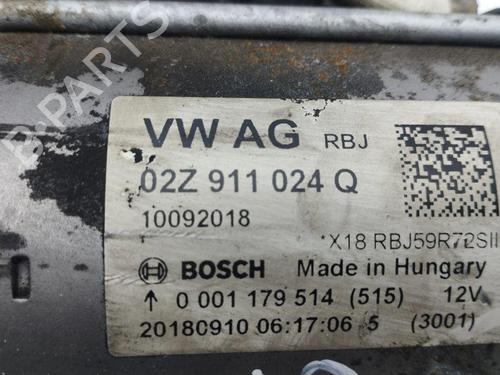 VW AG RBJ
02Z 911 024 Q
10092018
*X18 RBJ59R72SII
BOSCH Made in Hungary
↑ 0 001 179 514 (515) 12V
20180910 06:17:06 5 (3001)
B-PARTS